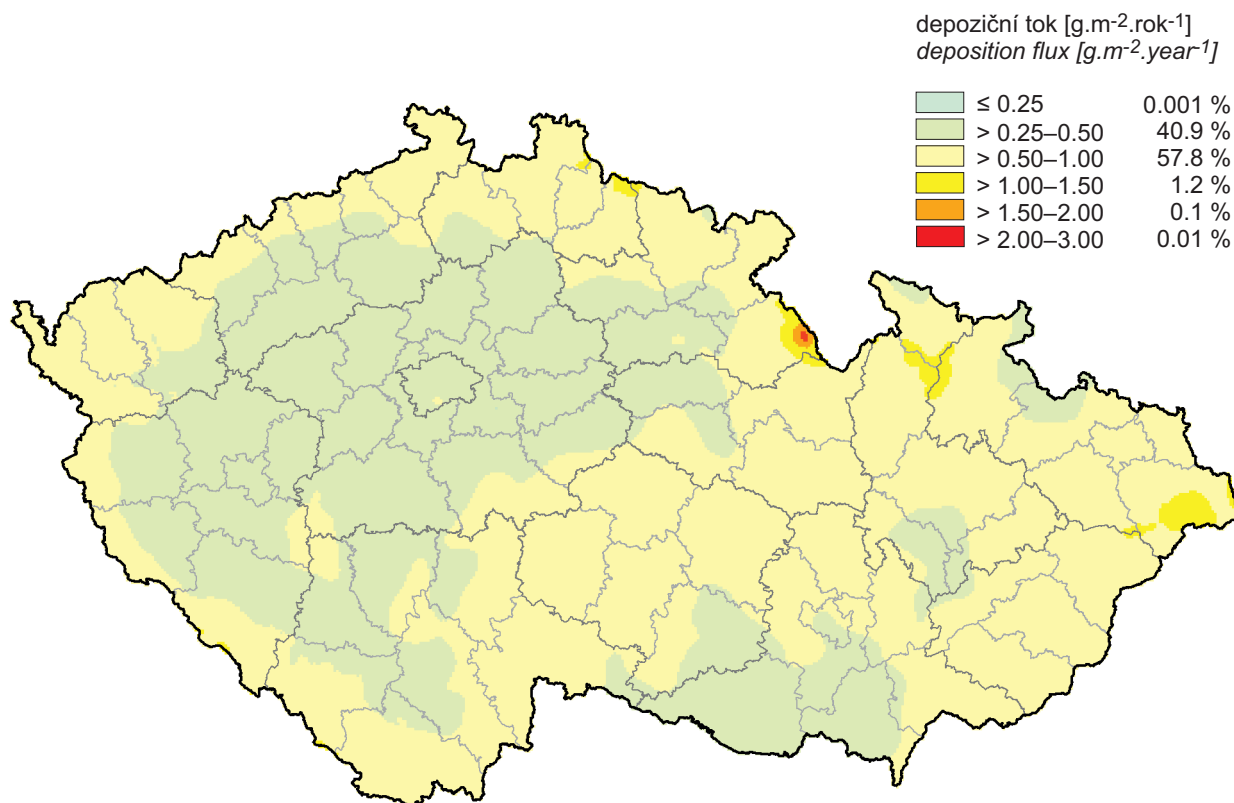 depoziční tok [g.m-2.rok-1]
deposition flux [g.m-2.year-1]
≤ 0.25 0.001 %
> 0.25–0.50 40.9 %
> 0.50–1.00 57.8 %
> 1.00–1.50 1.2 %
> 1.50–2.00 0.1 %
> 2.00–3.00 0.01 %